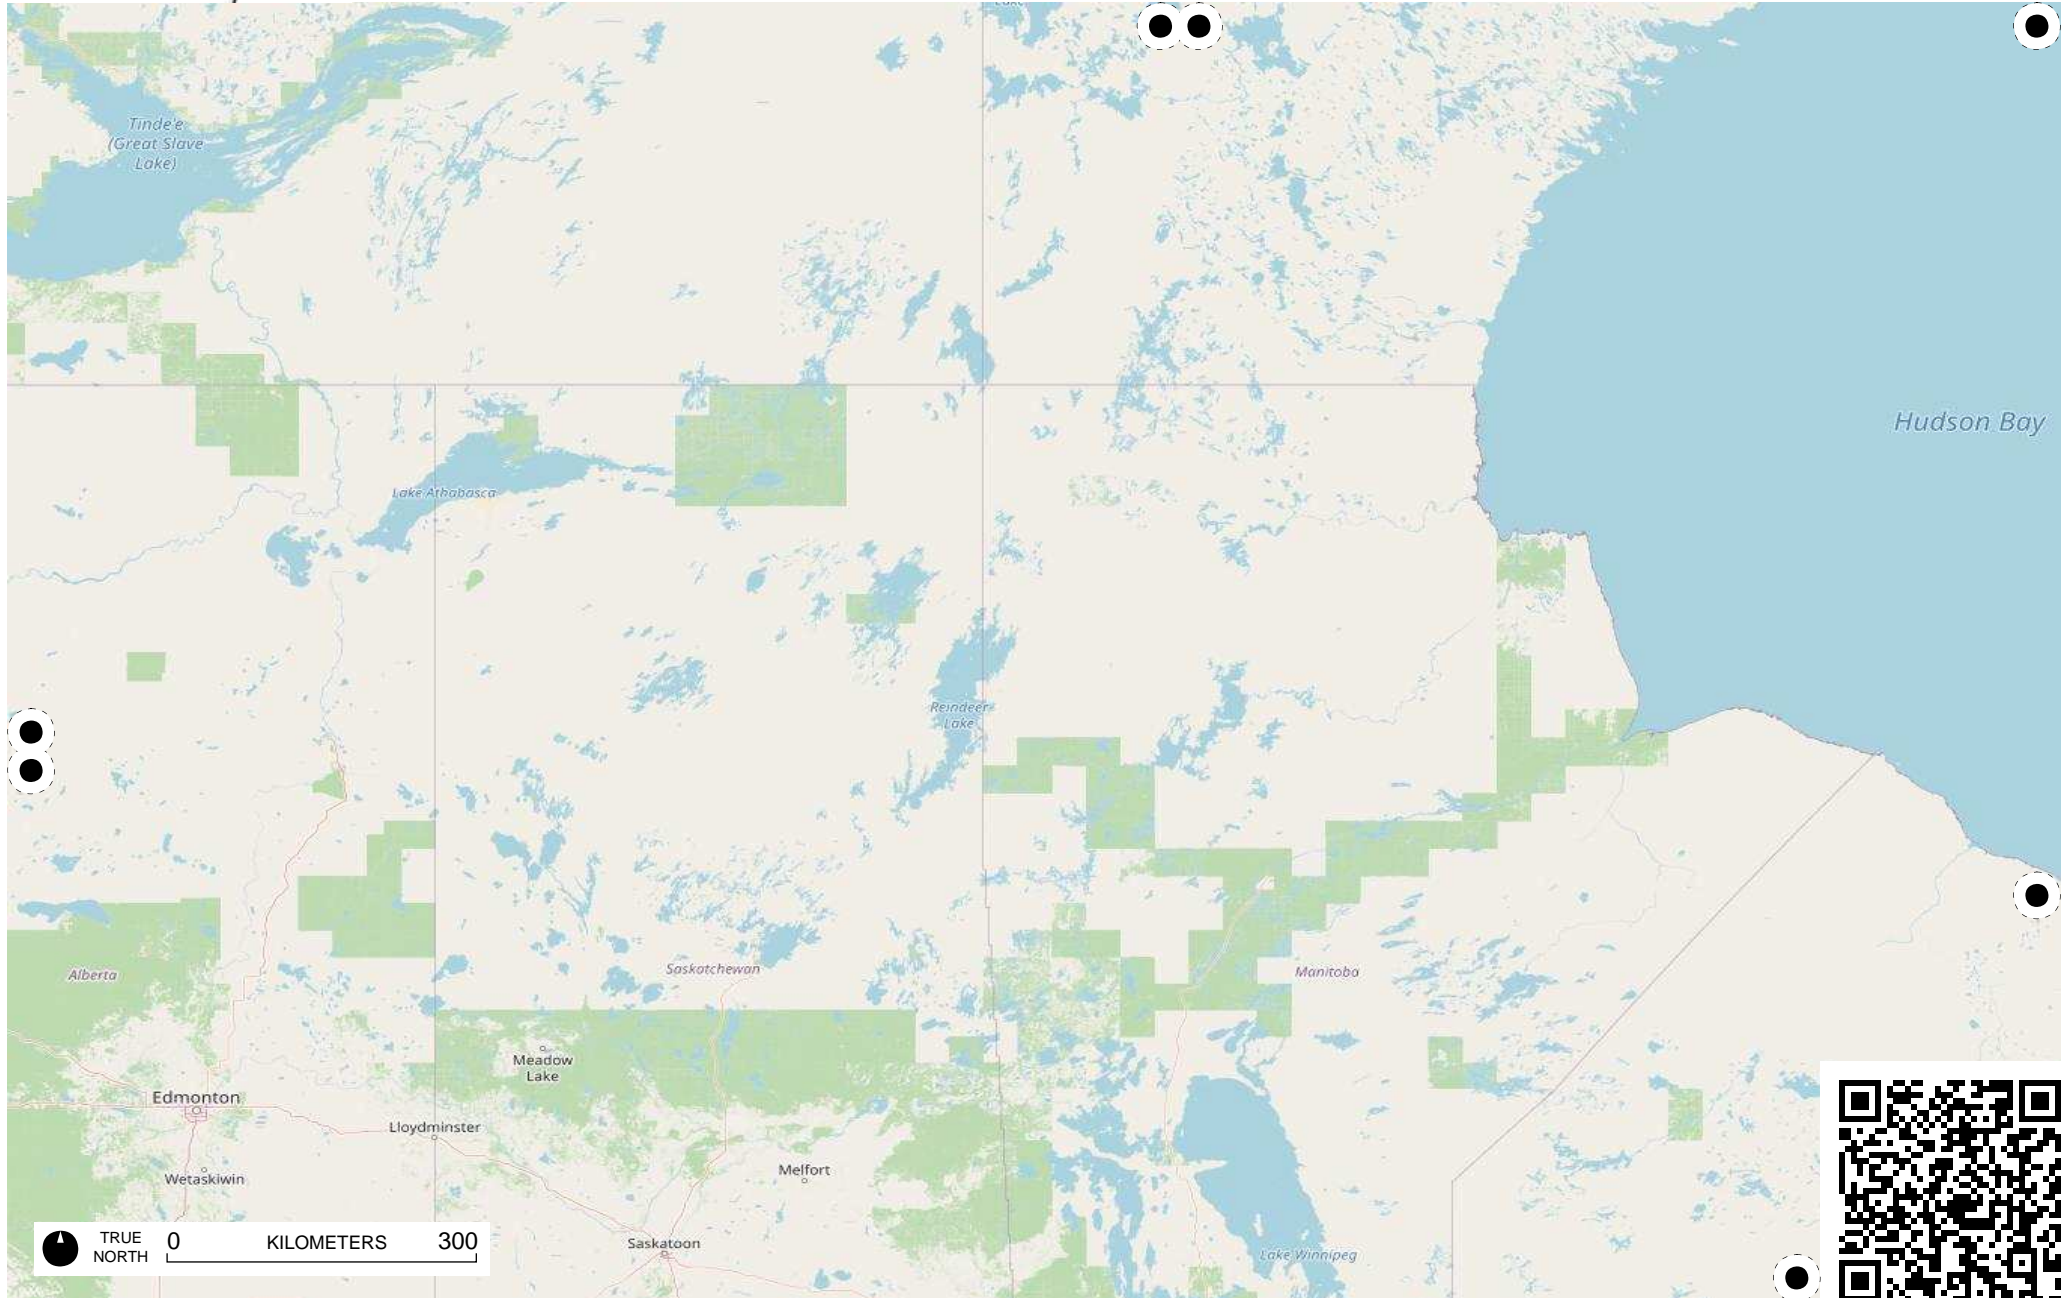 Tinde'e
(Great Slave
Lake)
Hudson Bay
Lake Athabasca
Reindeer
Lake
Alberta
Saskatchewan
Manitoba
Meadow
Lake
Edmonton
Lloydminster
Wetaskiwin
Melfort
Saskatoon
Lake Winnipeg
TRUE
NORTH
0 KILOMETERS 300